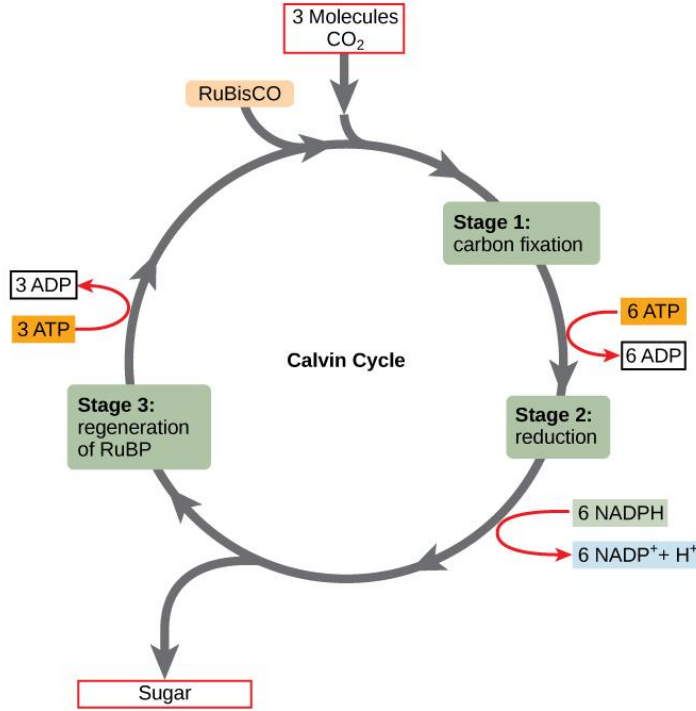 3 Molecules
CO₂
RuBisCO
Stage 1:
carbon fixation
3 ADP
3 ATP
6 ATP
6 ADP
Calvin Cycle
Stage 3:
regeneration
of RuBP
Stage 2:
reduction
6 NADPH
6 NADP⁺+ H⁺
Sugar